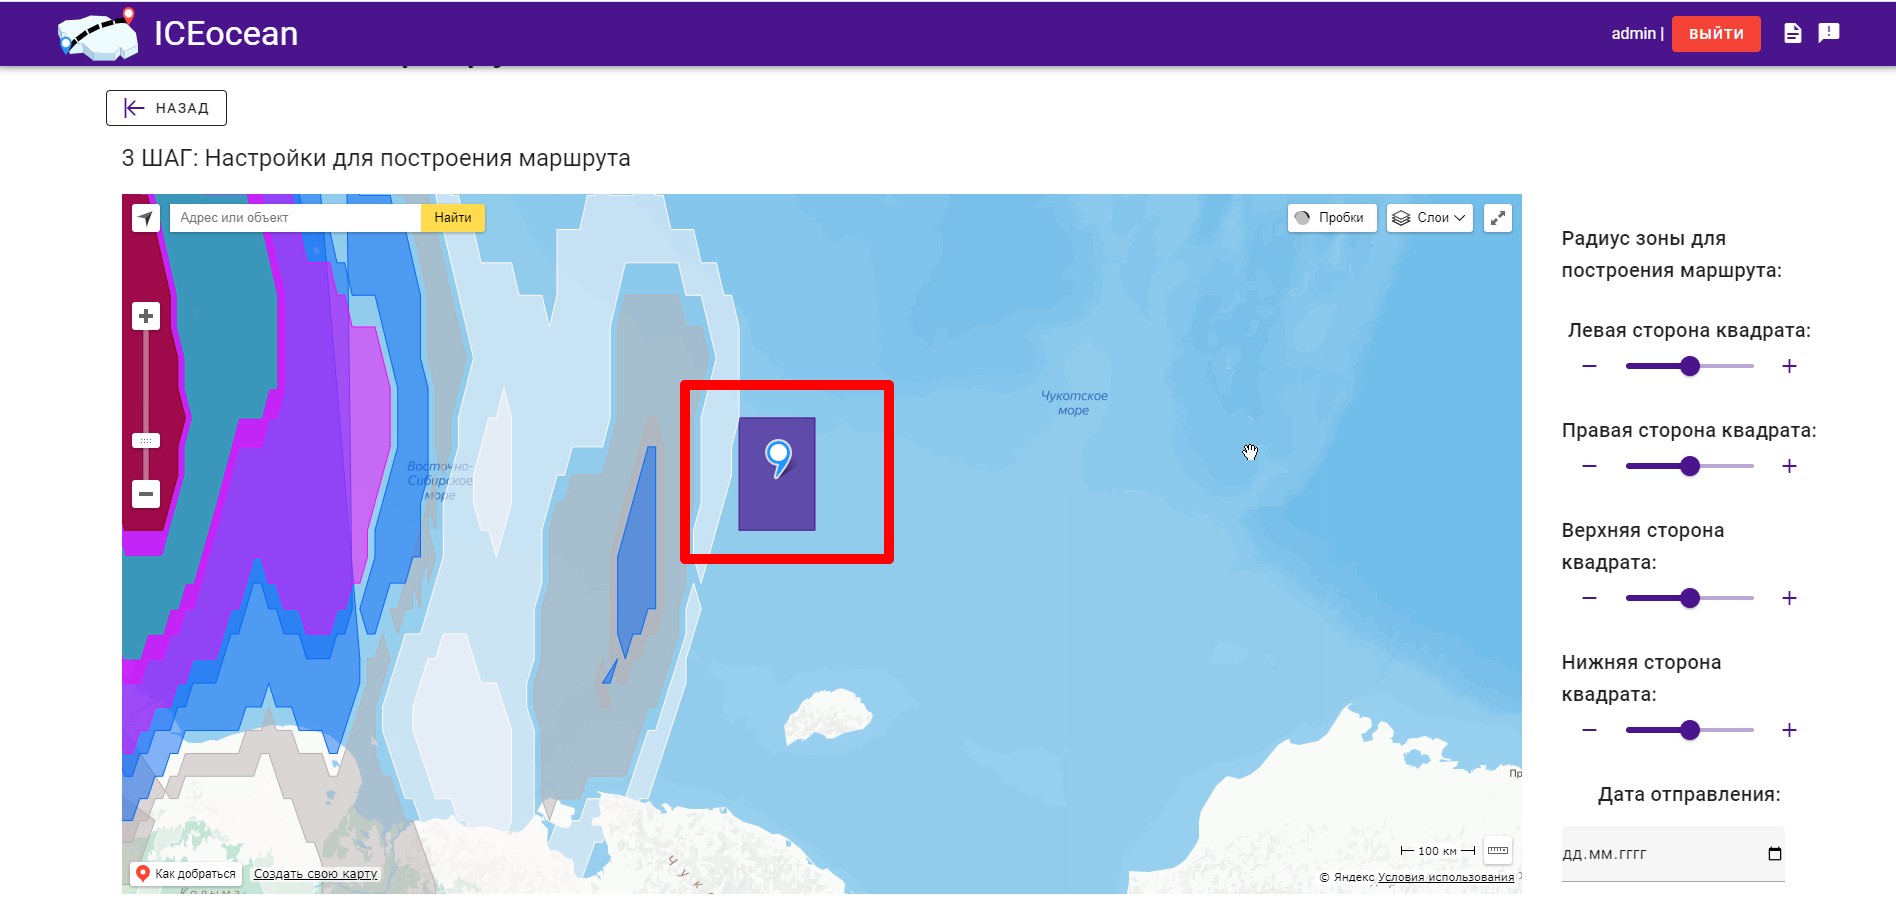 ICEocean
admin |
ВЫЙТИ
НАЗАД
3 ШАГ: Настройки для построения маршрута
Адрес или объект
Найти
Пробки
Слои
Чукотское
море
Восточно-
Сибирское
море
100 км
Как добраться
Создать свою карту
© Яндекс Условия использования
Радиус зоны для
построения маршрута:
Левая сторона квадрата:
Правая сторона квадрата:
Верхняя сторона
квадрата:
Нижняя сторона
квадрата:
Дата отправления:
дд.мм.гггг